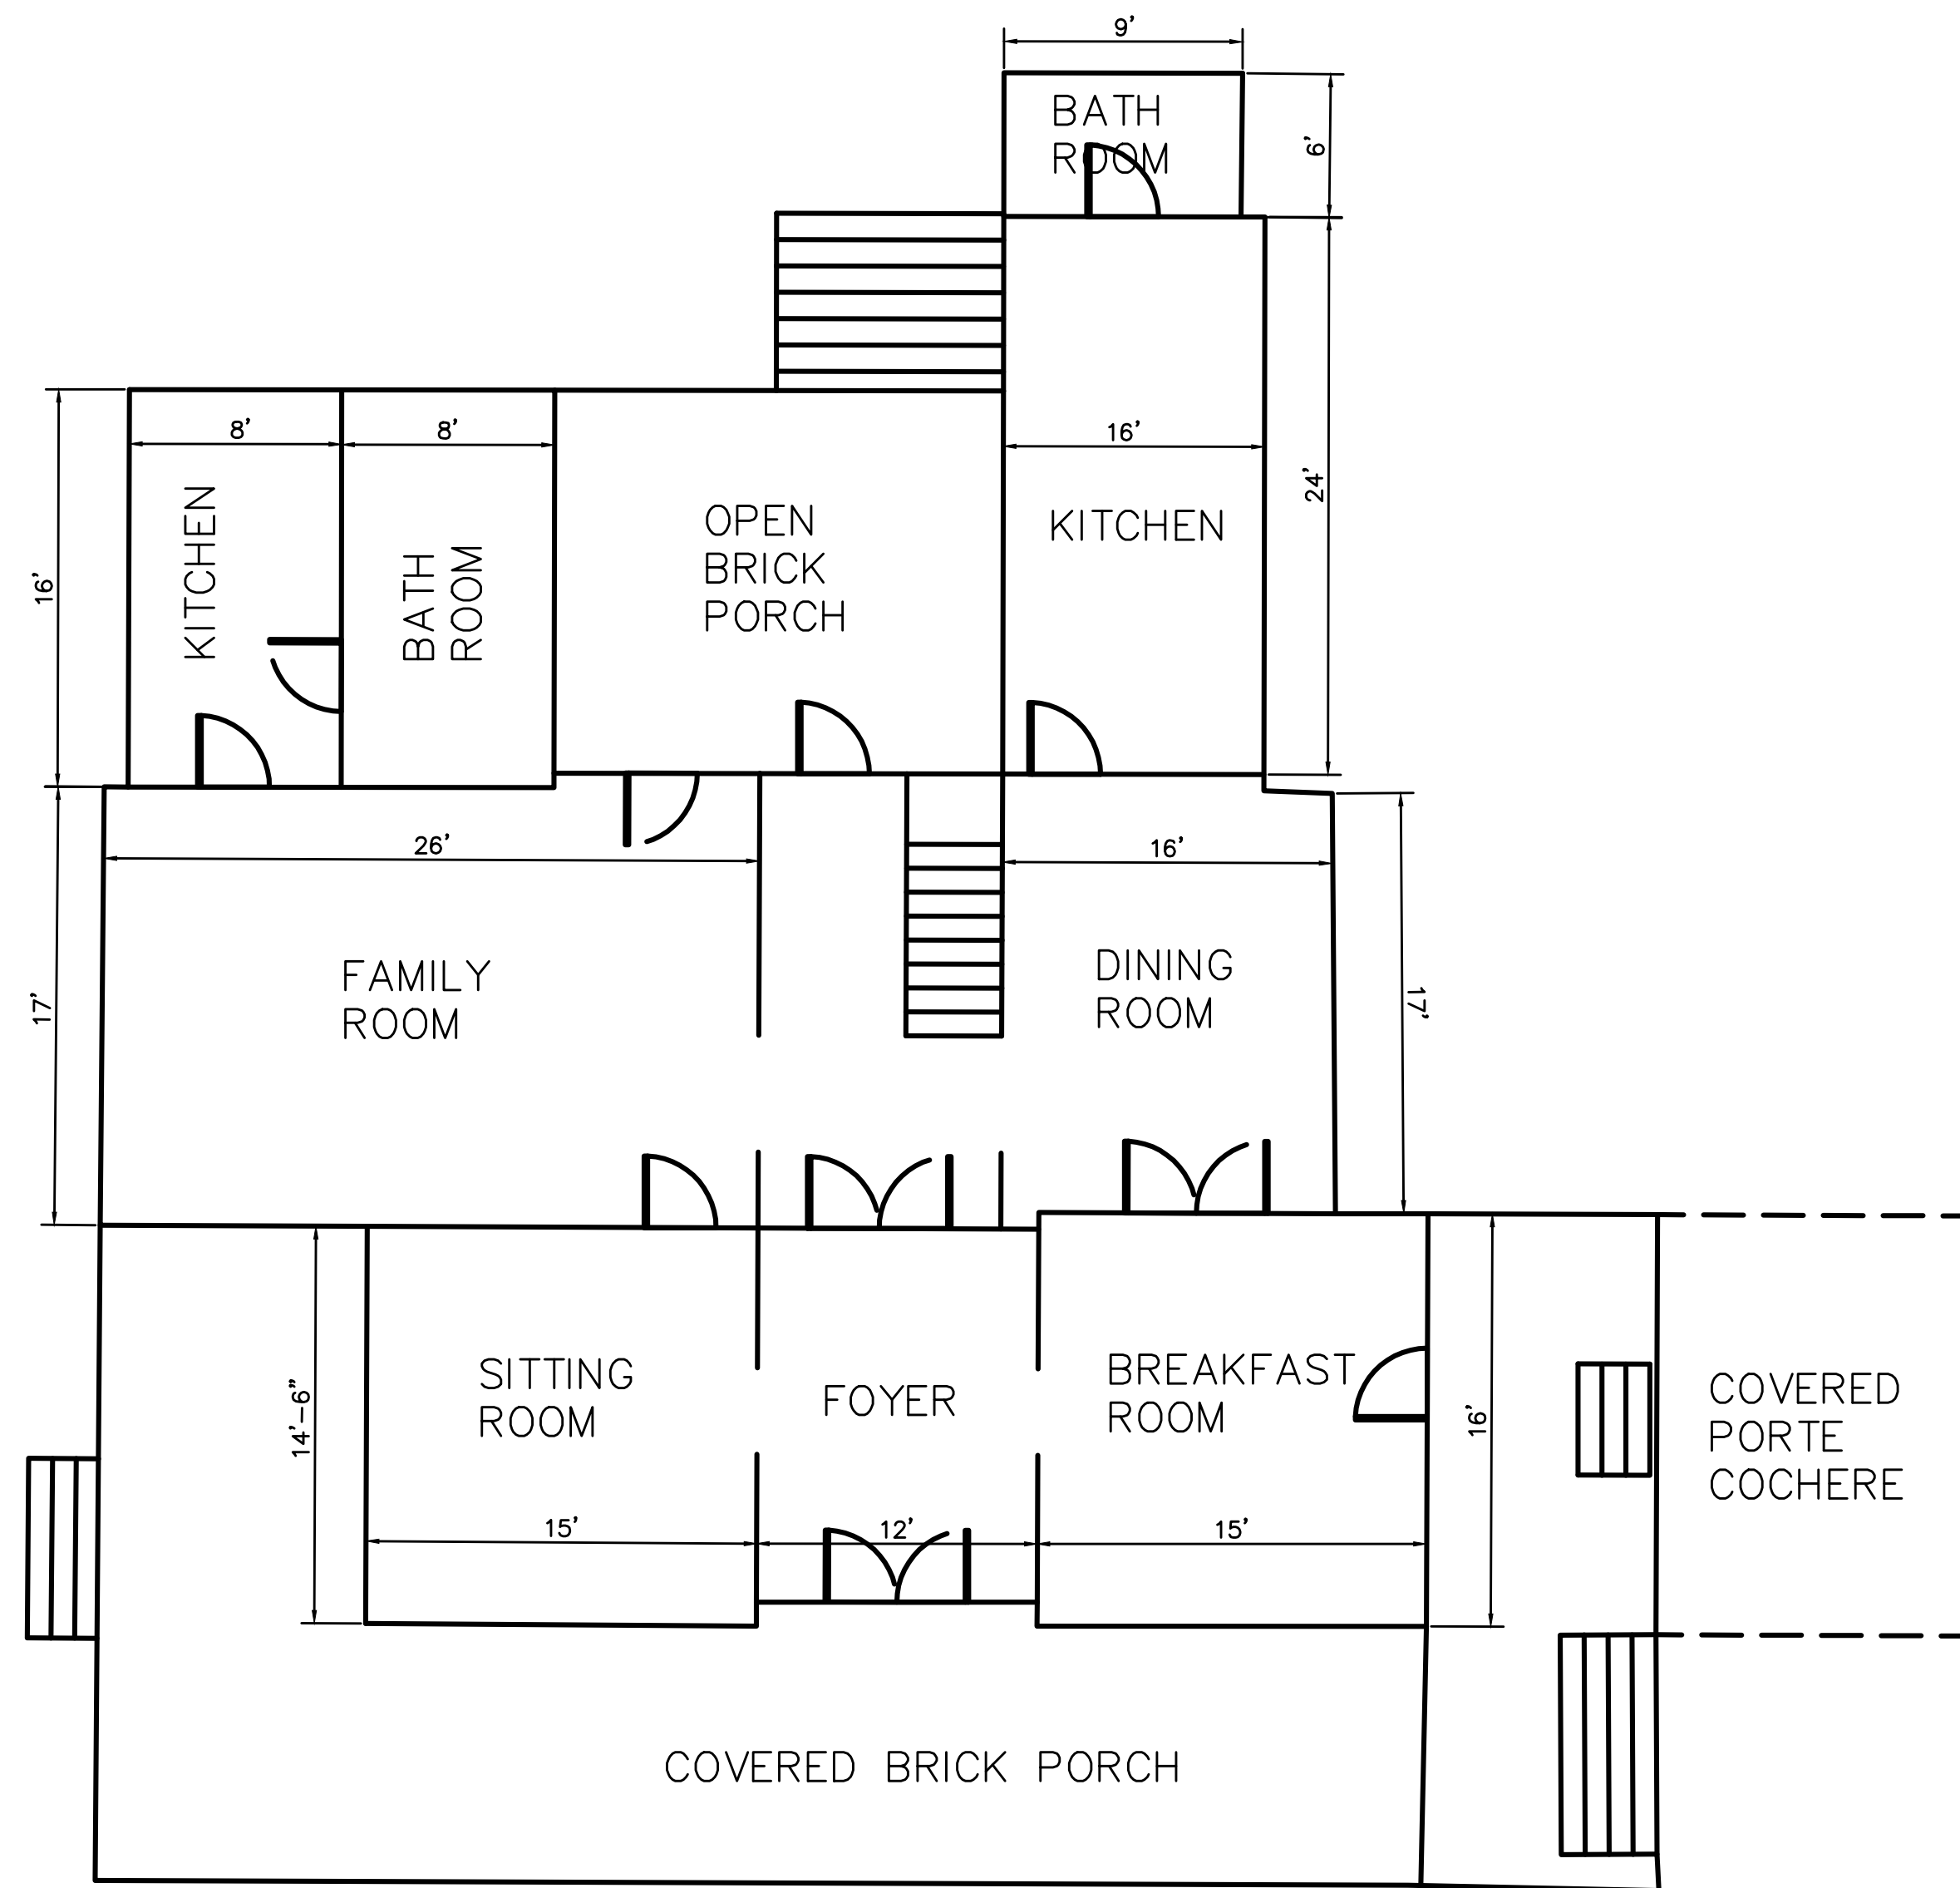 9'
BATH
ROOM
6'
8'
8'
16'
24'
KITCHEN
BATH
ROOM
OPEN
BRICK
PORCH
KITCHEN
16'
26'
16'
FAMILY
ROOM
DINING
ROOM
17'
17'
SITTING
ROOM
FOYER
BREAKFAST
ROOM
COVERED
PORTE
COCHERE
14'-6"
16'
15'
12'
15'
COVERED BRICK PORCH